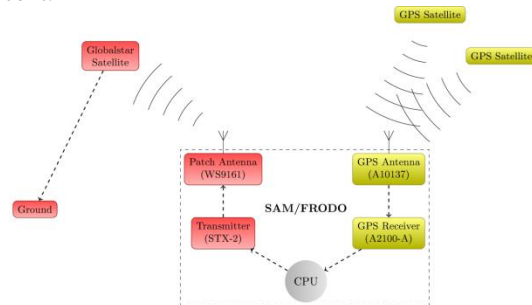 GPS Satellite
Globalstar
Satellite
GPS Satellite
Patch Antenna
(WS9161)
GPS Antenna
(A10137)
SAM/FRODO
Ground
Transmitter
(STX-2)
GPS Receiver
(A2100-A)
CPU